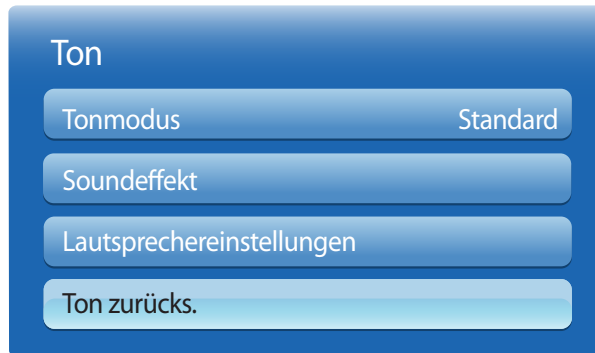 Ton
Tonmodus Standard
Soundeffekt
Lautsprechereinstellungen
Ton zurücks.